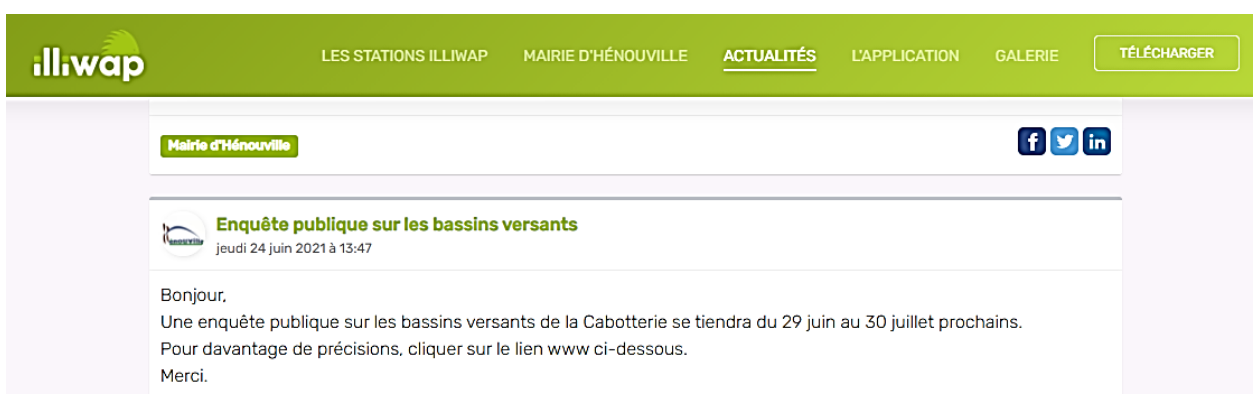 illiwap
LES STATIONS ILLIWAP MAIRIE D'HÉNOUVILLE ACTUALITÉS L'APPLICATION GALERIE TÉLÉCHARGER
Mairie d'Hénouville
Enquête publique sur les bassins versants
Henouville
jeudi 24 juin 2021 à 13:47
Bonjour,
Une enquête publique sur les bassins versants de la Cabotterie se tiendra du 29 juin au 30 juillet prochains.
Pour davantage de précisions, cliquer sur le lien www ci-dessous.
Merci.